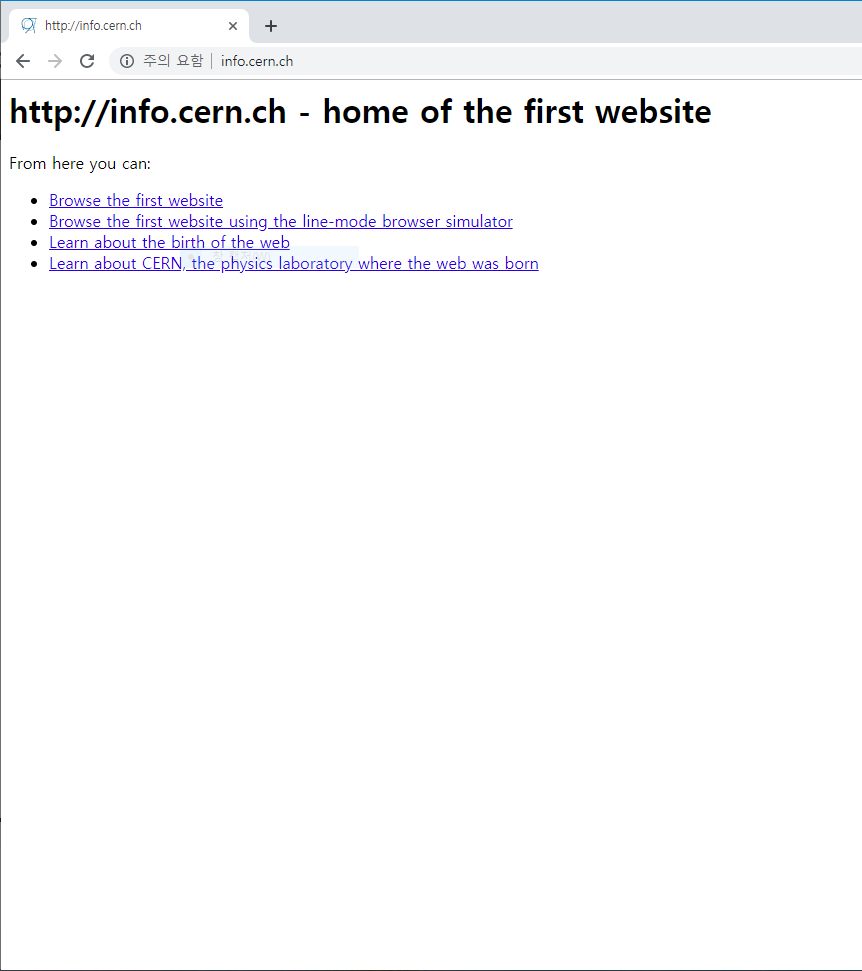 http://info.cern.ch
주의 요함 info.cern.ch
http://info.cern.ch - home of the first website
From here you can:
Browse the first website
Browse the first website using the line-mode browser simulator
Learn about the birth of the web
Learn about CERN, the physics laboratory where the web was born